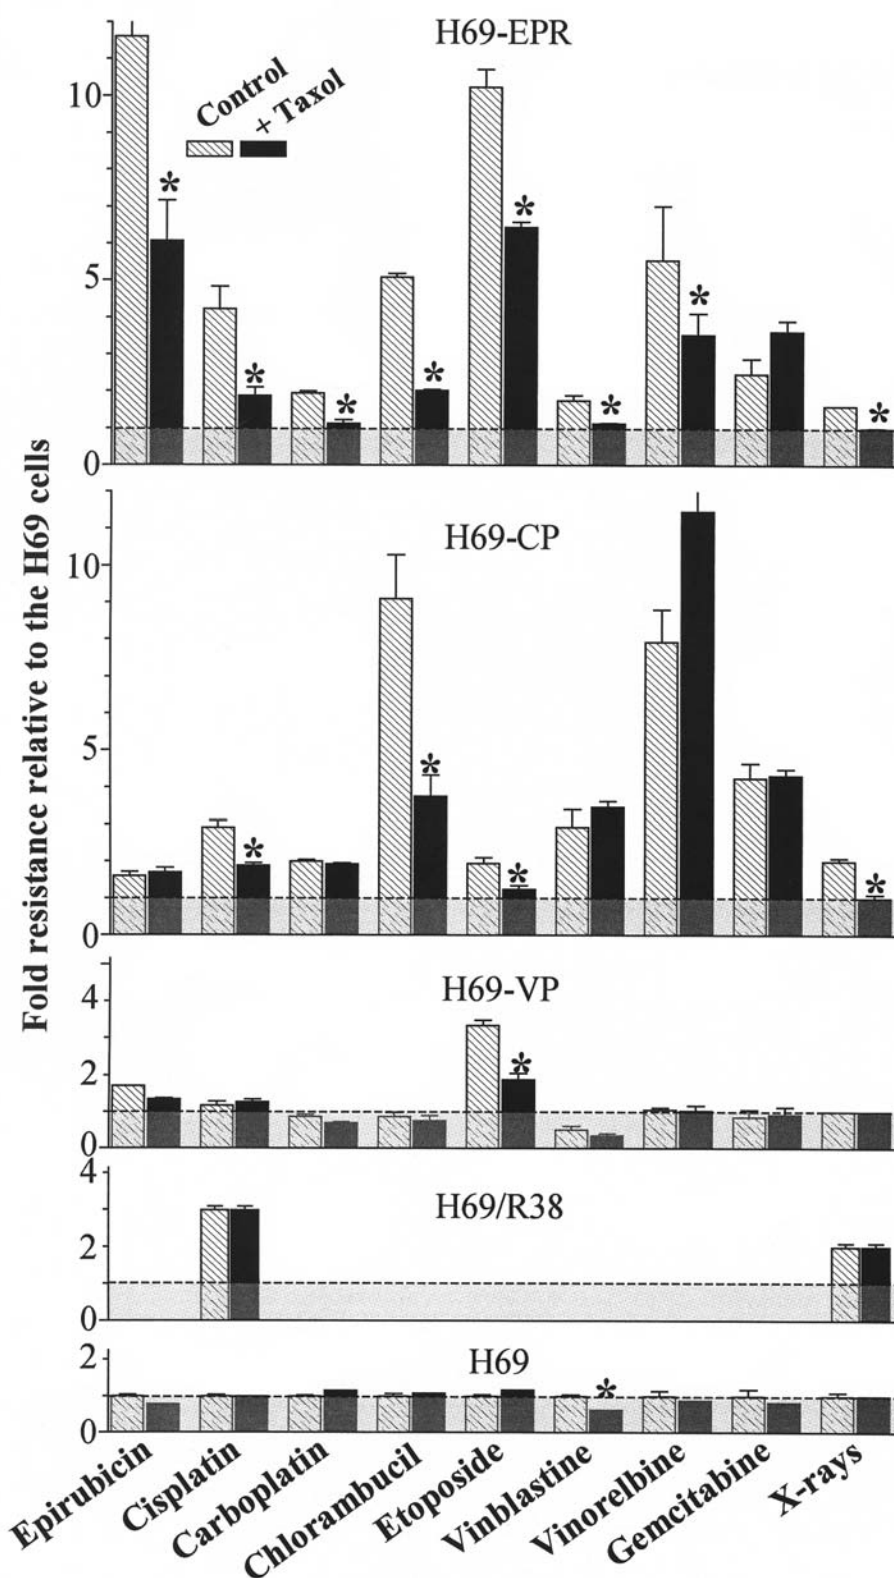 H69-EPR
Control
+ Taxol
10
*
*
*
*
*
*
*
*
5
0
H69-CP
10
5
*
*
*
*
0
H69-VP
4
2
*
0
H69/R38
4
2
0
H69
2
*
0
Fold resistance relative to the H69 cells
Epirubicin
Cisplatin
Carboplatin
Chlorambucil
Etoposide
Vinblastine
Vinorelbine
Gemcitabine
X-rays